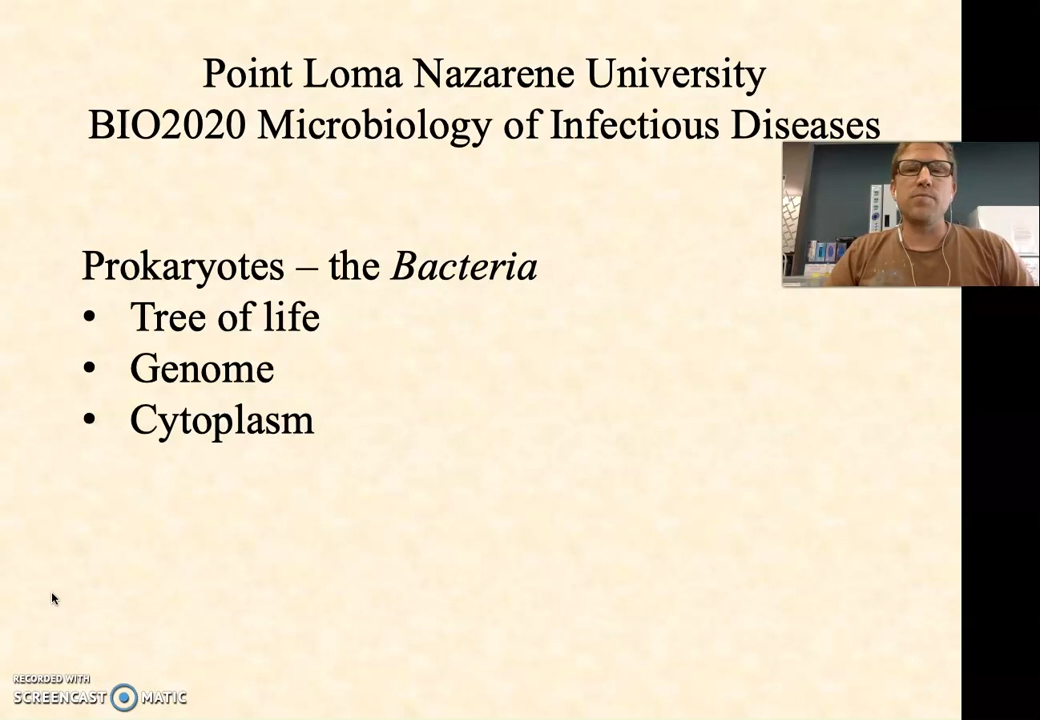 Point Loma Nazarene University
BIO2020 Microbiology of Infectious Diseases
Prokaryotes – the Bacteria
• Tree of life
• Genome
• Cytoplasm
RECORDED WITH
SCREENCAST MATIC